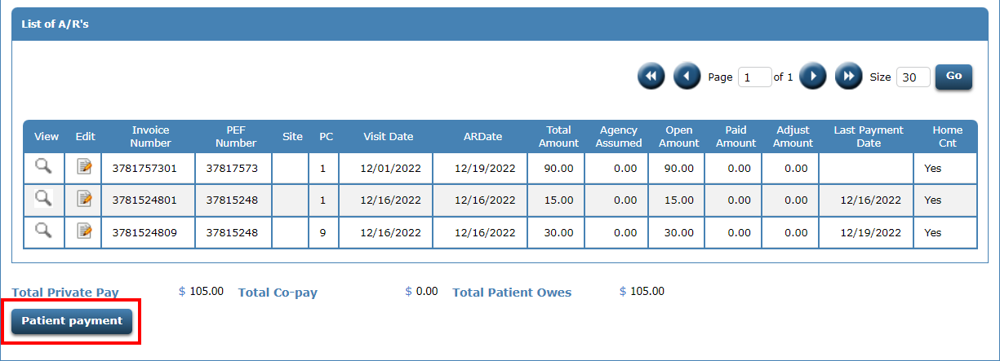 List of A/R's
Page 1 of 1 Size 30 Go
View Edit Invoice Number PEF Number Site PC Visit Date ARDate Total Amount Agency Assumed Open Amount Paid Amount Adjust Amount Last Payment Date Home Cnt
3781757301 37817573 1 12/01/2022 12/19/2022 90.00 0.00 90.00 0.00 0.00 Yes
3781524801 37815248 1 12/16/2022 12/16/2022 15.00 0.00 15.00 0.00 0.00 12/16/2022 Yes
3781524809 37815248 9 12/16/2022 12/16/2022 30.00 0.00 30.00 0.00 0.00 12/19/2022 Yes
Total Private Pay $ 105.00 Total Co-pay $ 0.00 Total Patient Owes $ 105.00
Patient payment